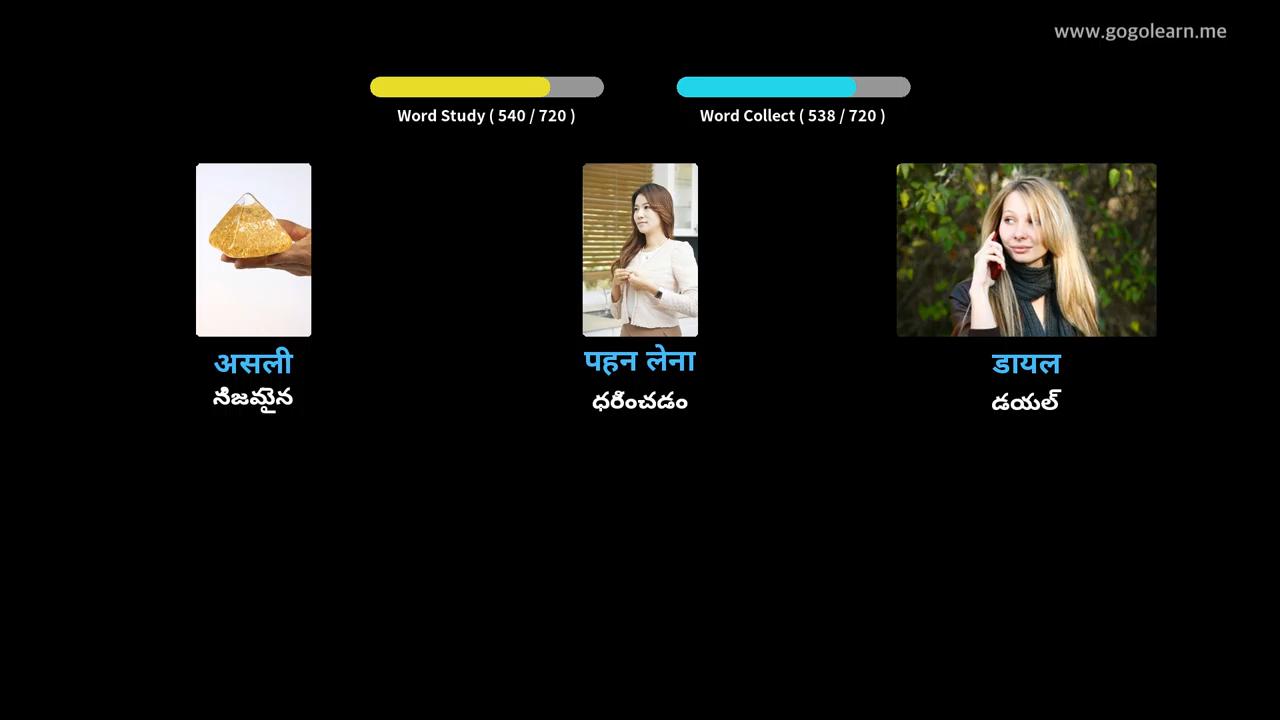 www.gogolearn.me
Word Study ( 540 / 720 )
Word Collect ( 538 / 720 )
असली
నిజమైన
पहन लेना
ధరించడం
डायल
డయల్